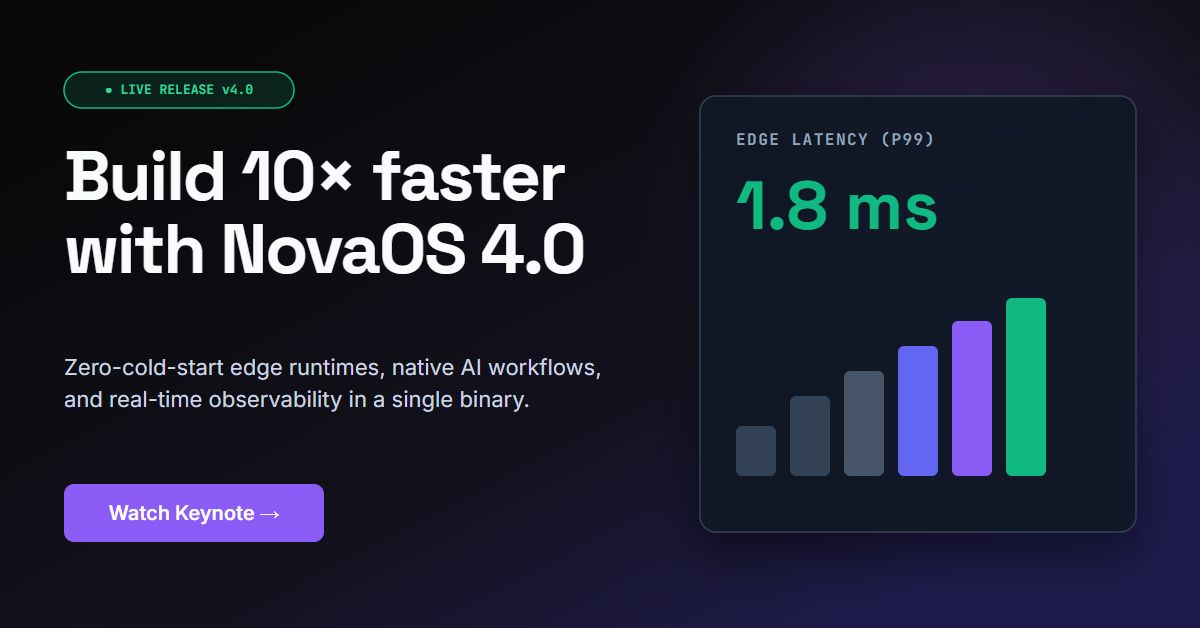 ● LIVE RELEASE v4.0
Build 10× faster
with NovaOS 4.0
Zero-cold-start edge runtimes, native AI workflows,
and real-time observability in a single binary.
Watch Keynote →
EDGE LATENCY (P99)
1.8 ms